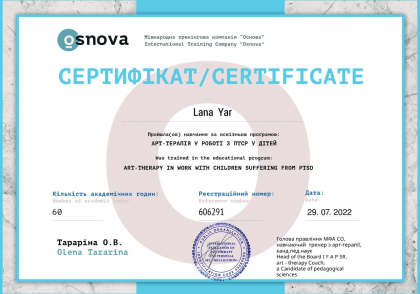 osnova
Міжнародна тренінгова компанія "Основа"
International Training Company "Osnova"
СЕРТИФІКАТ/CERTIFICATE
Lana Yar
Пройшла(ов) навчання за освітньою програмою:
АРТ-ТЕРАПІЯ У РОБОТІ З ПТСР У ДІТЕЙ
Was trained in the educational program:
ART-THERAPY IN WORK WITH CHILDREN SUFFERING FROM PTSD
Кількість академічних годин:
Number of academic hours:
60
Реєстраційний номер:
Reference number:
606291
Дата:
Date:
29. 07. 2022
Тараріна О.В.
Olena Tararina
Голова правління МФА СО,
навчаючий тренер з арт-терапії,
канд.пед.наук
Head of the Board I F A P SR,
art - therapy Coach,
a Candidate of pedagogical
sciences